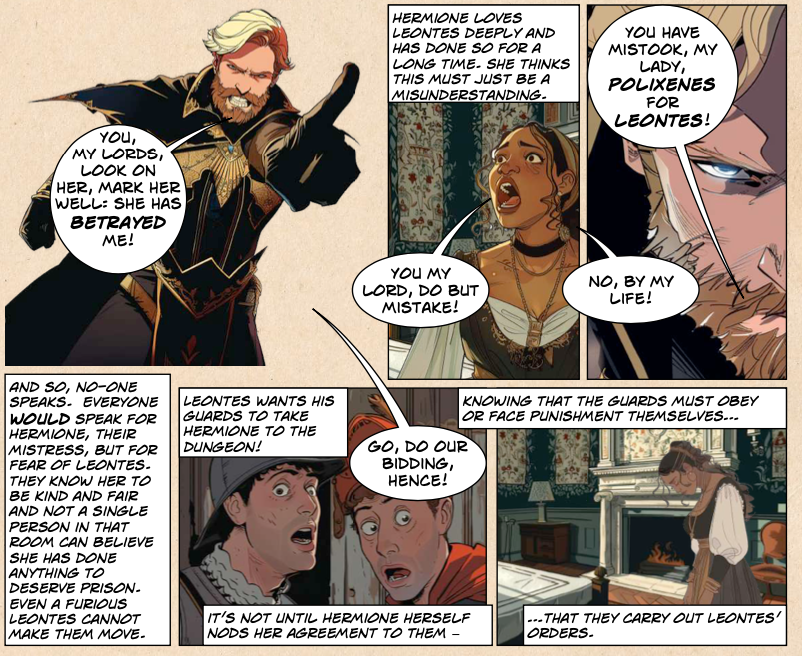 YOU,
MY LORDS,
LOOK ON
HER, MARK HER
WELL: SHE HAS
BETRAYED
ME!
HERMIONE LOVES
LEONTES DEEPLY AND
HAS DONE SO FOR A
LONG TIME. SHE THINKS
THIS MUST JUST BE A
MISUNDERSTANDING.
YOU MY
LORD, DO BUT
MISTAKE!
YOU HAVE
MISTOOK, MY
LADY,
POLIXENES
FOR
LEONTES!
NO, BY MY
LIFE!
AND SO, NO-ONE
SPEAKS. EVERYONE
WOULD SPEAK FOR
HERMIONE, THEIR
MISTRESS, BUT FOR
FEAR OF LEONTES.
THEY KNOW HER TO
BE KIND AND FAIR
AND NOT A SINGLE
PERSON IN THAT
ROOM CAN BELIEVE
SHE HAS DONE
ANYTHING TO
DESERVE PRISON.
EVEN A FURIOUS
LEONTES CANNOT
MAKE THEM MOVE.
LEONTES WANTS HIS
GUARDS TO TAKE
HERMIONE TO THE
DUNGEON!
GO, DO OUR
BIDDING,
HENCE!
IT'S NOT UNTIL HERMIONE HERSELF
NODS HER AGREEMENT TO THEM –
KNOWING THAT THE GUARDS MUST OBEY
OR FACE PUNISHMENT THEMSELVES...
...THAT THEY CARRY OUT LEONTES'
ORDERS.